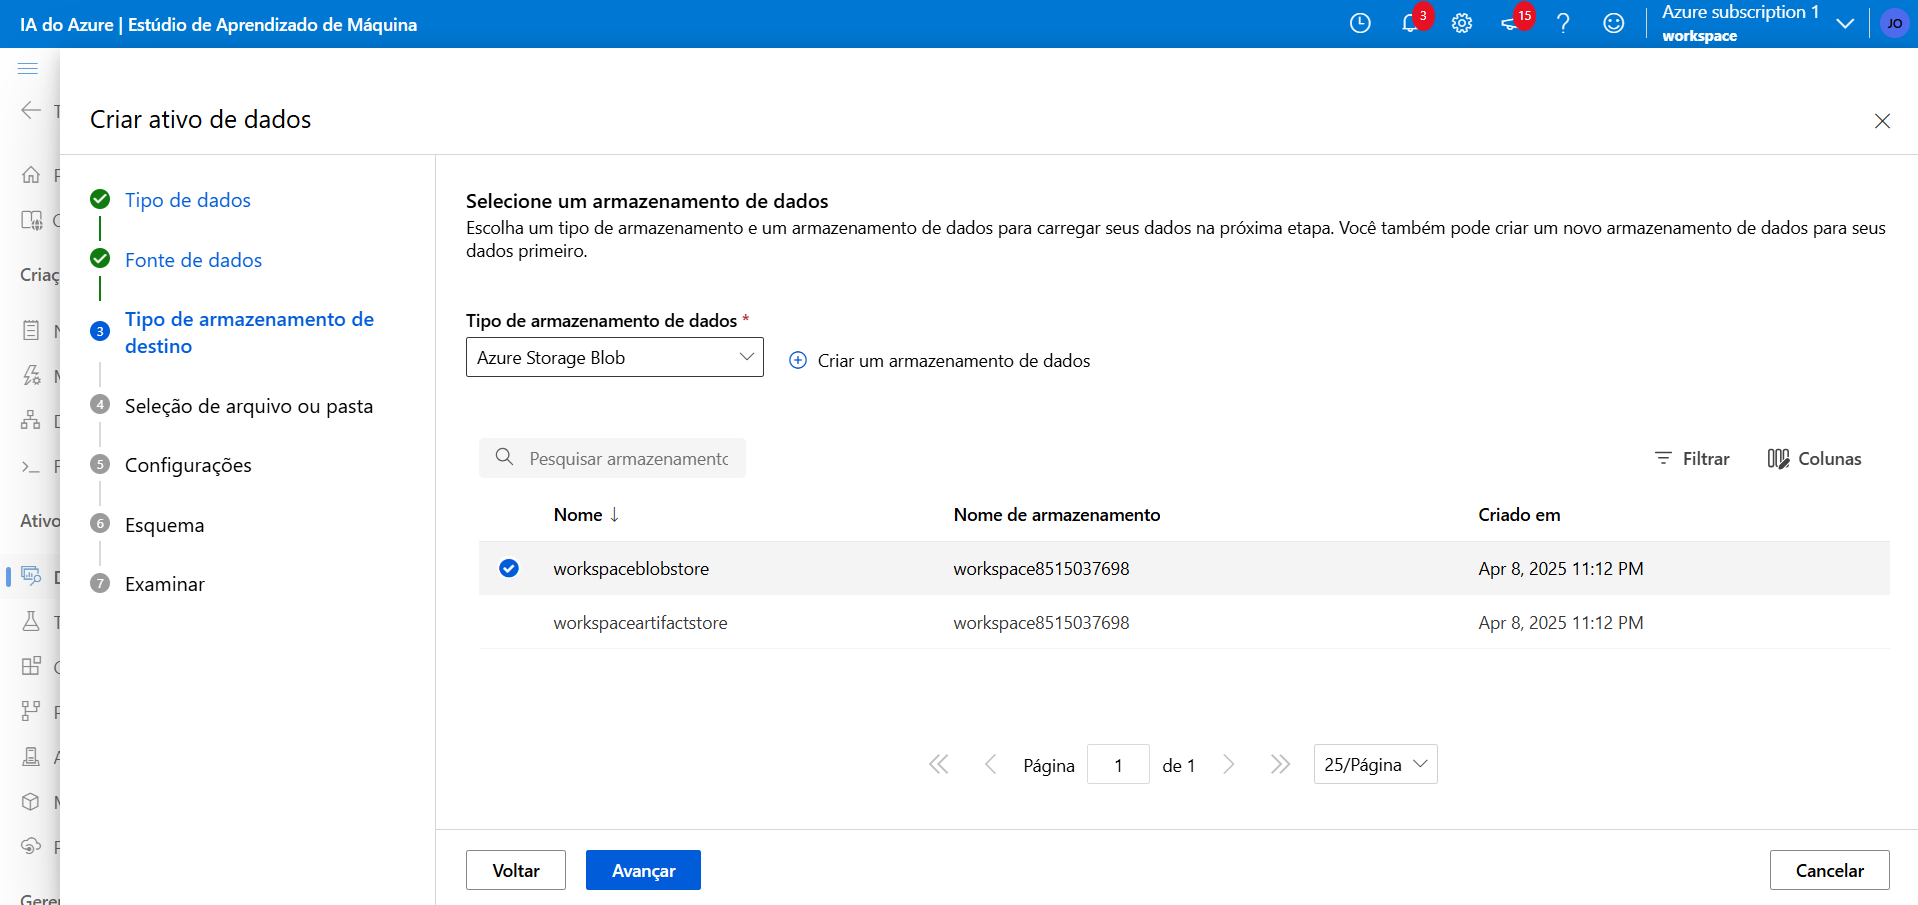 IA do Azure | Estúdio de Aprendizado de Máquina
3
15
Azure subscription 1
workspace
JO
Criar ativo de dados
Criaç
Ativo
Geren
Tipo de dados
Fonte de dados
3
Tipo de armazenamento de
destino
4
Seleção de arquivo ou pasta
5
Configurações
6
Esquema
7
Examinar
Selecione um armazenamento de dados
Escolha um tipo de armazenamento e um armazenamento de dados para carregar seus dados na próxima etapa. Você também pode criar um novo armazenamento de dados para seus
dados primeiro.
Tipo de armazenamento de dados *
Azure Storage Blob
Criar um armazenamento de dados
Pesquisar armazenamento
Filtrar
Colunas
Nome ↓ Nome de armazenamento Criado em
workspaceblobstore workspace8515037698 Apr 8, 2025 11:12 PM
workspaceartifactstore workspace8515037698 Apr 8, 2025 11:12 PM
Página 1 de 1 25/Página
Voltar
Avançar
Cancelar